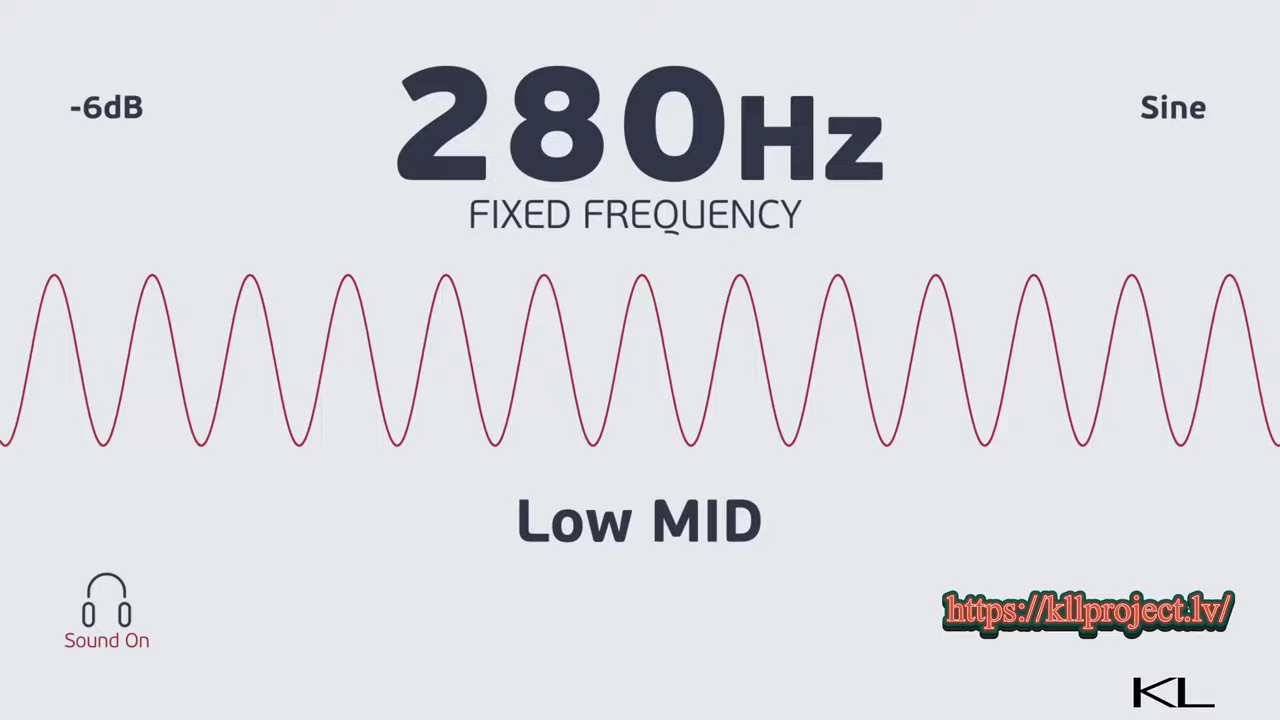 -6dB
280Hz
Sine
FIXED FREQUENCY
Low MID
Sound On
https://kllproject.lv/
KL